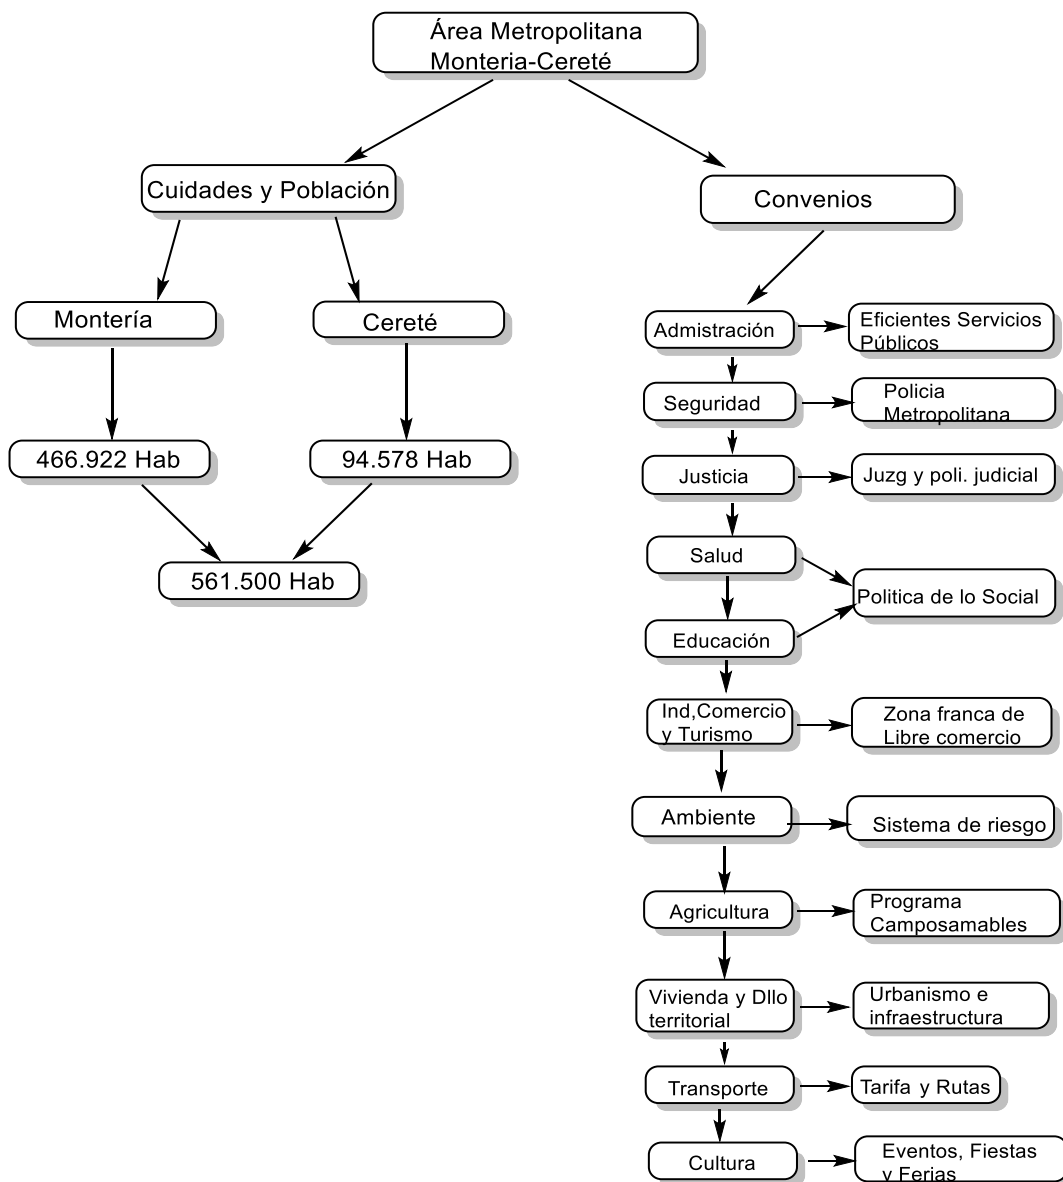 Área Metropolitana
Monteria-Cereté
Cuidades y Población
Convenios
Montería
Cereté
466.922 Hab
94.578 Hab
561.500 Hab
Admistración
Eficientes Servicios
Públicos
Seguridad
Policia
Metropolitana
Justicia
Juzg y poli. judicial
Salud
Politica de lo Social
Educación
Ind,Comercio
y Turismo
Zona franca de
Libre comercio
Ambiente
Sistema de riesgo
Agricultura
Programa
Camposamables
Vivienda y Dllo
territorial
Urbanismo e
infraestructura
Transporte
Tarifa y Rutas
Cultura
Eventos, Fiestas
y Ferias